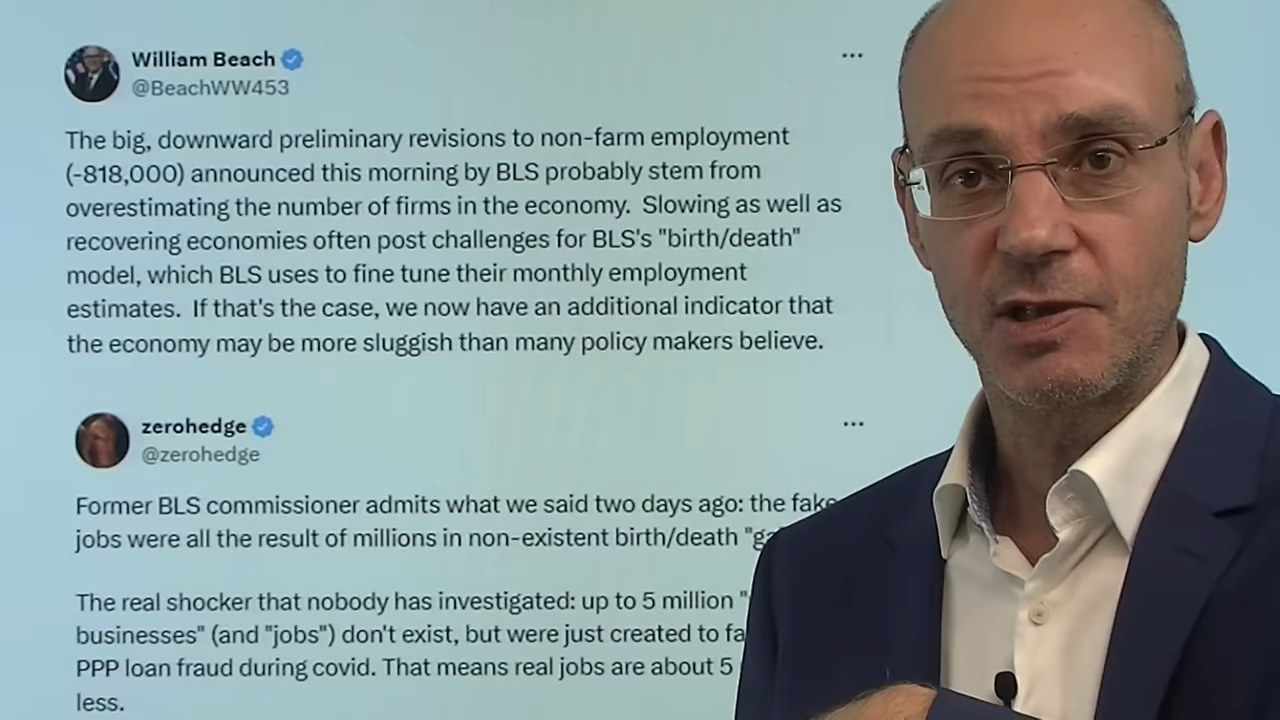 William Beach
@BeachWW453
The big, downward preliminary revisions to non-farm employment
(-818,000) announced this morning by BLS probably stem from
overestimating the number of firms in the economy. Slowing as well as
recovering economies often post challenges for BLS's "birth/death"
model, which BLS uses to fine tune their monthly employment
estimates. If that's the case, we now have an additional indicator that
the economy may be more sluggish than many policy makers believe.
zerohedge
@zerohedge
Former BLS commissioner admits what we said two days ago: the fake
jobs were all the result of millions in non-existent birth/death
The real shocker that nobody has investigated: up to 5 million "
businesses" (and "jobs") don't exist, but were just created to
PPP loan fraud during covid. That means real jobs are about 5
less.